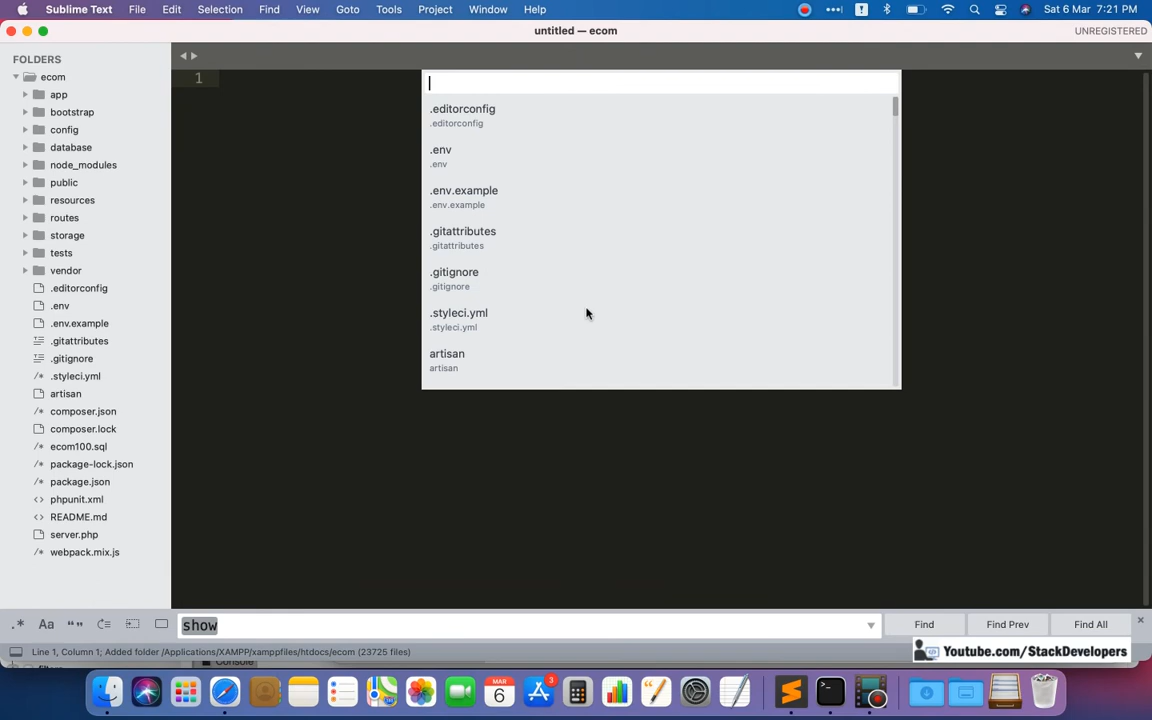 Sublime Text File Edit Selection Find View Goto Tools Project Window Help Sat 6 Mar 7:21 PM
untitled — ecom
UNREGISTERED
FOLDERS
ecom
app
bootstrap
config
database
node_modules
public
resources
routes
storage
tests
vendor
.editorconfig
.env
.env.example
.gitattributes
.gitignore
.styleci.yml
artisan
composer.json
composer.lock
ecom100.sql
package-lock.json
package.json
phpunit.xml
README.md
server.php
webpack.mix.js
1
.editorconfig
.editorconfig
.env
.env
.env.example
.env.example
.gitattributes
.gitattributes
.gitignore
.gitignore
.styleci.yml
.styleci.yml
artisan
artisan
.* Aa “” show Find Find Prev Find All
Line 1, Column 1; Added folder /Applications/XAMPP/xamppfiles/htdocs/ecom (23725 files)
Youtube.com/StackDevelopers
Console
MAR
6
3